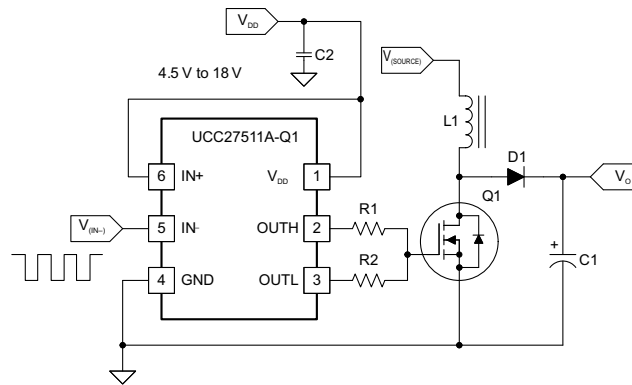 VDD
C2
4.5 V to 18 V
V(SOURCE)
L1
UCC27511A-Q1
D1
VO
6 IN+
VDD 1
Q1
V(IN–)
5 IN-
OUTH 2
R1
+
C1
4 GND
OUTL 3
R2